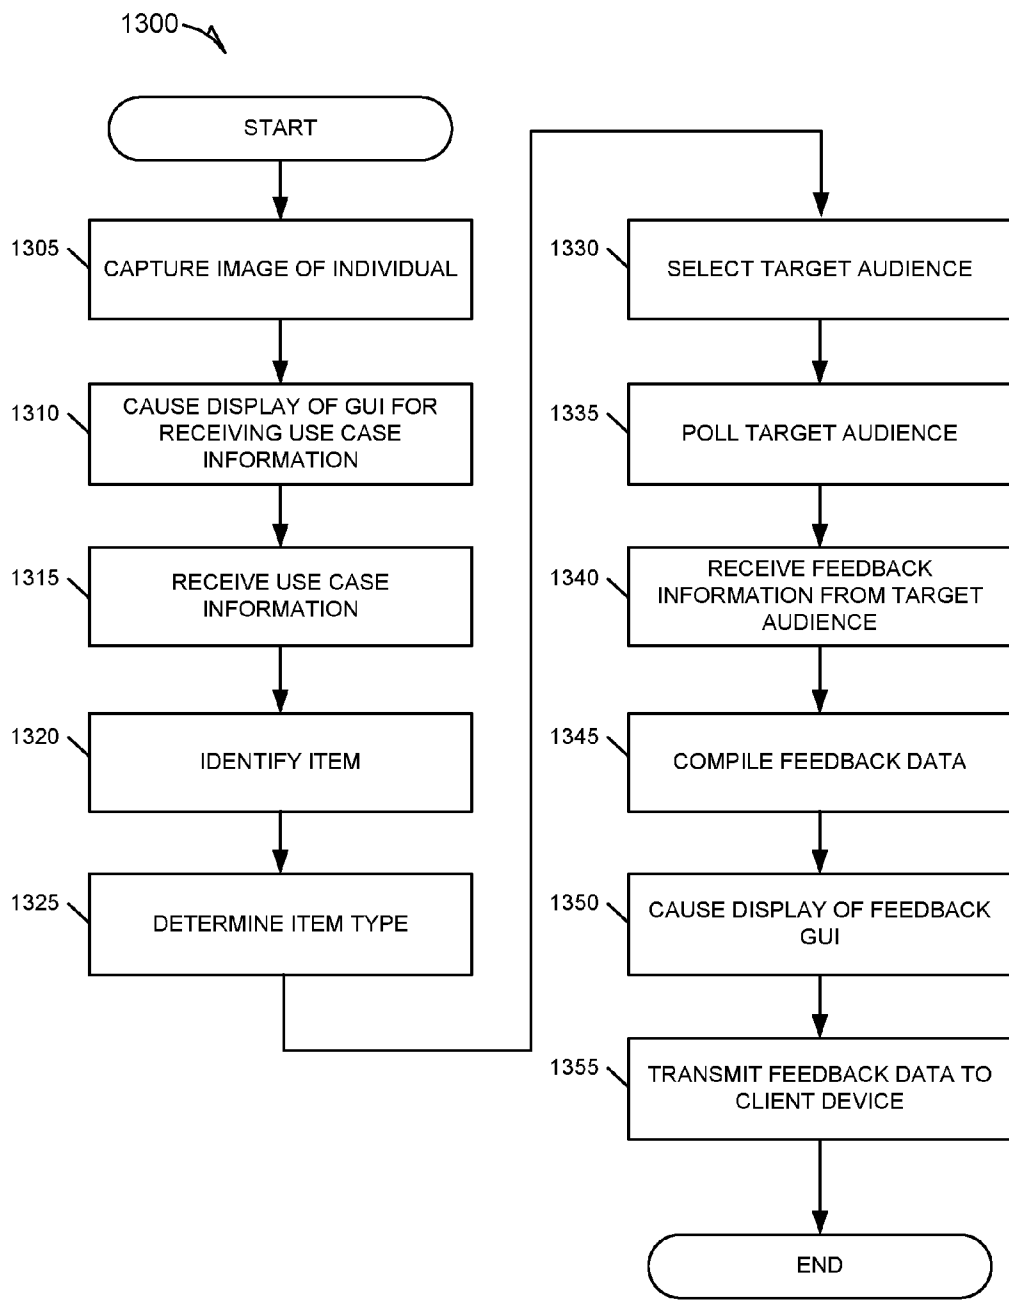 1300
START
1305
CAPTURE IMAGE OF INDIVIDUAL
1310
CAUSE DISPLAY OF GUI FOR
RECEIVING USE CASE
INFORMATION
1315
RECEIVE USE CASE
INFORMATION
1320
IDENTIFY ITEM
1325
DETERMINE ITEM TYPE
1330
SELECT TARGET AUDIENCE
1335
POLL TARGET AUDIENCE
1340
RECEIVE FEEDBACK
INFORMATION FROM TARGET
AUDIENCE
1345
COMPILE FEEDBACK DATA
1350
CAUSE DISPLAY OF FEEDBACK
GUI
1355
TRANSMIT FEEDBACK DATA TO
CLIENT DEVICE
END